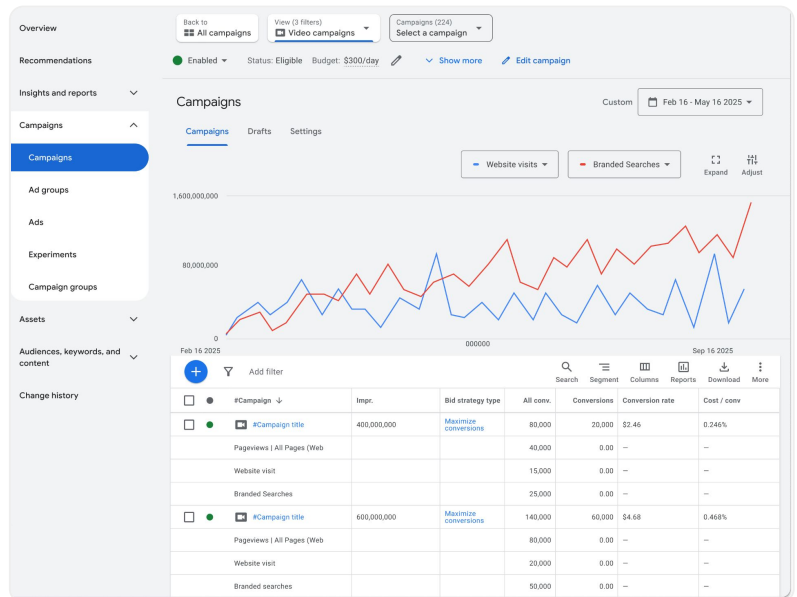 Overview
Recommendations
Insights and reports
Campaigns
Campaigns
Ad groups
Ads
Experiments
Campaign groups
Assets
Audiences, keywords, and
content
Change history
Back to
All campaigns
View (3 filters)
Video campaigns
Campaigns (224)
Select a campaign
Enabled Status: Eligible Budget: $300/day Show more Edit campaign
Campaigns
Custom Feb 16 - May 16 2025
Campaigns Drafts Settings
Website visits Branded Searches Expand Adjust
1,600,000,000
80,000,000
0
Feb 16 2025 000000 Sep 16 2025
Add filter Search Segment Columns Reports Download More
#Campaign Impr. Bid strategy type All conv. Conversions Conversion rate Cost / conv
#Campaign title 400,000,000 Maximize conversions 80,000 20,000 $2.46 0.246%
Pageviews | All Pages (Web 40,000 0.00 — —
Website visit 15,000 0.00 — —
Branded Searches 25,000 0.00 — —
#Campaign title 600,000,000 Maximize conversions 140,000 60,000 $4.68 0.468%
Pageviews | All Pages (Web 80,000 0.00 — —
Website visit 20,000 0.00 — —
Branded searches 50,000 0.00 — —